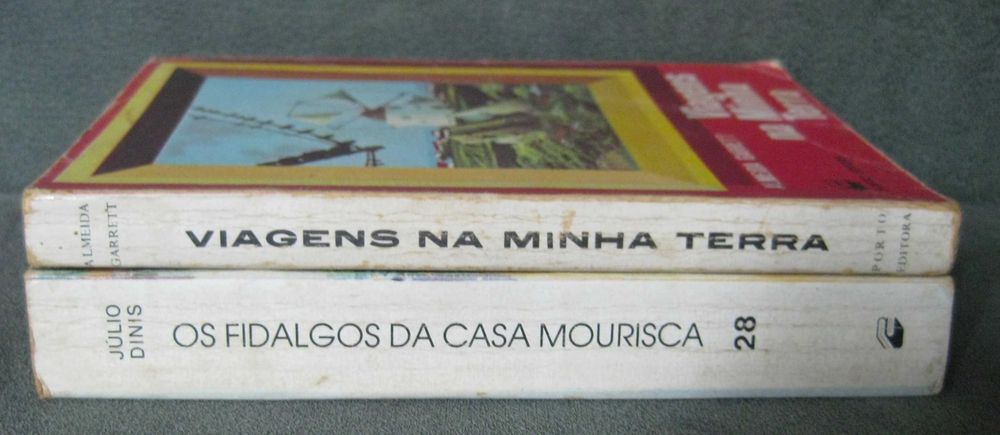 ALMEIDA
GARRETT
VIAGENS NA MINHA TERRA
PORTO
EDITORA
JÚLIO
DINIS
OS FIDALGOS DA CASA MOURISCA
28